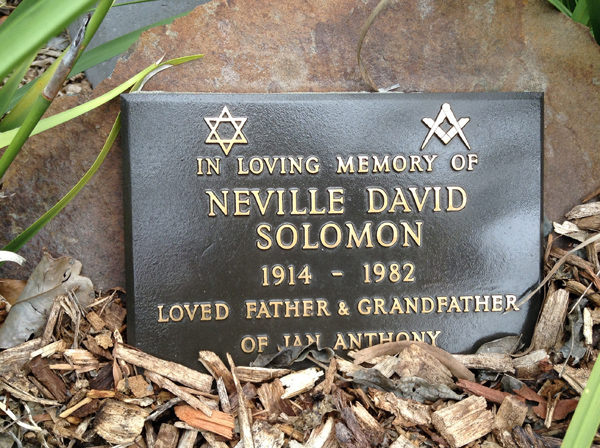 IN LOVING MEMORY OF
NEVILLE DAVID
SOLOMON
1914 - 1982
LOVED FATHER & GRANDFATHER
OF JAN ANTHONY